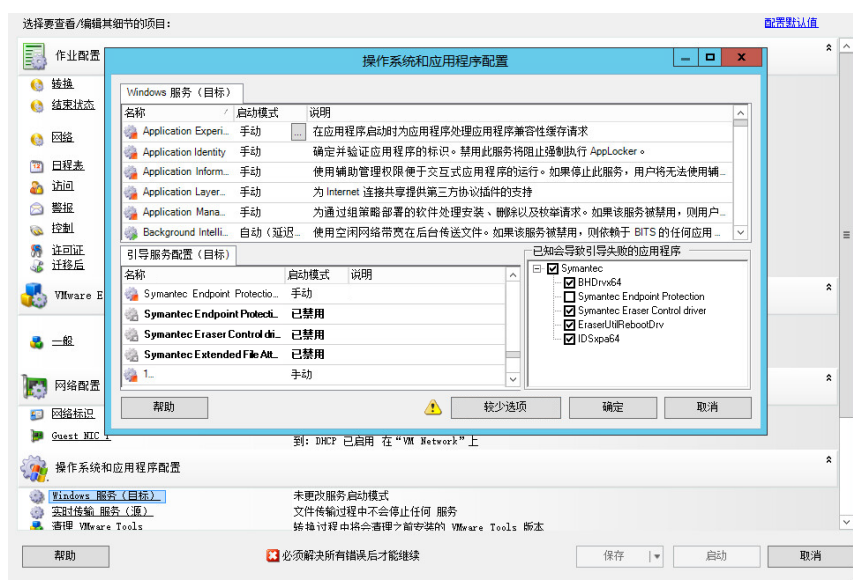 选择要查看/编辑其细节的项目:
配置默认值
作业配置
操作系统和应用程序配置
转换
结束状态
网络
日程表
访问
警报
控制
许可证
迁移后
VMware E
一般
网络配置
网络标识
Guest NIC 1
Windows 服务（目标）
名称 启动模式 说明
Application Experi... 手动 ... 在应用程序启动时为应用程序处理应用程序兼容性缓存请求
Application Identity 手动 确定并验证应用程序的标识。禁用此服务将阻止强制执行 AppLocker。
Application Inform... 手动 使用辅助管理权限便于交互式应用程序的运行。如果停止此服务，用户将无法使用辅...
Application Layer... 手动 为 Internet 连接共享提供第三方协议插件的支持
Application Mana... 手动 为通过组策略部署的软件处理安装、删除以及枚举请求。如果该服务被禁用，则用户...
Background Intelli... 自动（延迟... 使用空闲网络带宽在后台传送文件。如果该服务被禁用，则依赖于 BITS 的任何应用...
引导服务配置（目标）
名称 启动模式 说明
Symantec Endpoint Protectio... 手动
Symantec Endpoint Protecti... 已禁用
Symantec Eraser Control dri... 已禁用
Symantec Extended File Att... 已禁用
1... 手动
已知会导致引导失败的应用程序
Symantec
BHDrvx64
Symantec Endpoint Protection
Symantec Eraser Control driver
EraserUtilRebootDrv
IDSxpa64
帮助 较少选项 确定 取消
到: DHCP 已启用 在“VM Network”上
操作系统和应用程序配置
Windows 服务（目标） 未更改服务启动模式
实时传输 服务（源） 文件传输过程中不会停止任何 服务
清理 VMware Tools 转换过程中将会清理之前安装的 VMware Tools 版本
帮助 必须解决所有错误后才能继续 保存 启动 取消